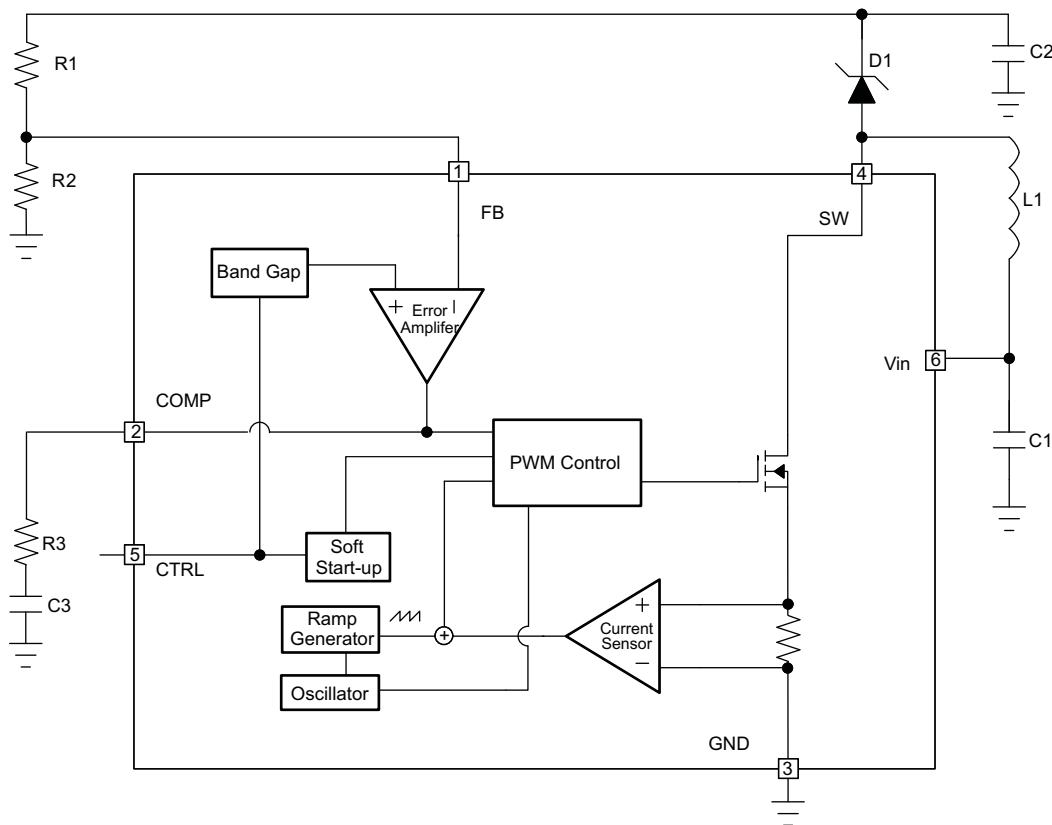 R1
D1
C2
R2
1
4
FB
SW
L1
Band Gap
+
Error
Amplifer
Vin
6
COMP
2
C1
PWM Control
R3
5
CTRL
Soft
Start-up
C3
Ramp
Generator
+
+
Current
Sensor
−
Oscillator
GND
3